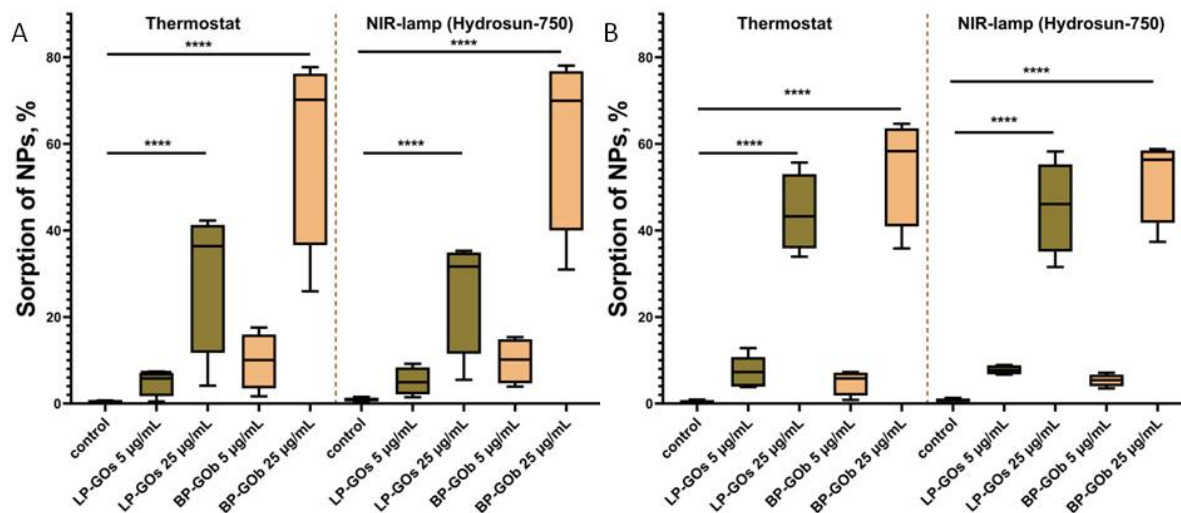 A
Thermostat
NIR-lamp (Hydrosun-750)
****
****
****
****
Sorption of NPs, %
80
60
40
20
0
control
LP-GOs 5 µg/mL
LP-GOs 25 µg/mL
BP-GOb 5 µg/mL
BP-GOb 25 µg/mL
control
LP-GOs 5 µg/mL
LP-GOs 25 µg/mL
BP-GOb 5 µg/mL
BP-GOb 25 µg/mL
B
Thermostat
NIR-lamp (Hydrosun-750)
****
****
****
****
Sorption of NPs, %
80
60
40
20
0
control
LP-GOs 5 µg/mL
LP-GOs 25 µg/mL
BP-GOb 5 µg/mL
BP-GOb 25 µg/mL
control
LP-GOs 5 µg/mL
LP-GOs 25 µg/mL
BP-GOb 5 µg/mL
BP-GOb 25 µg/mL